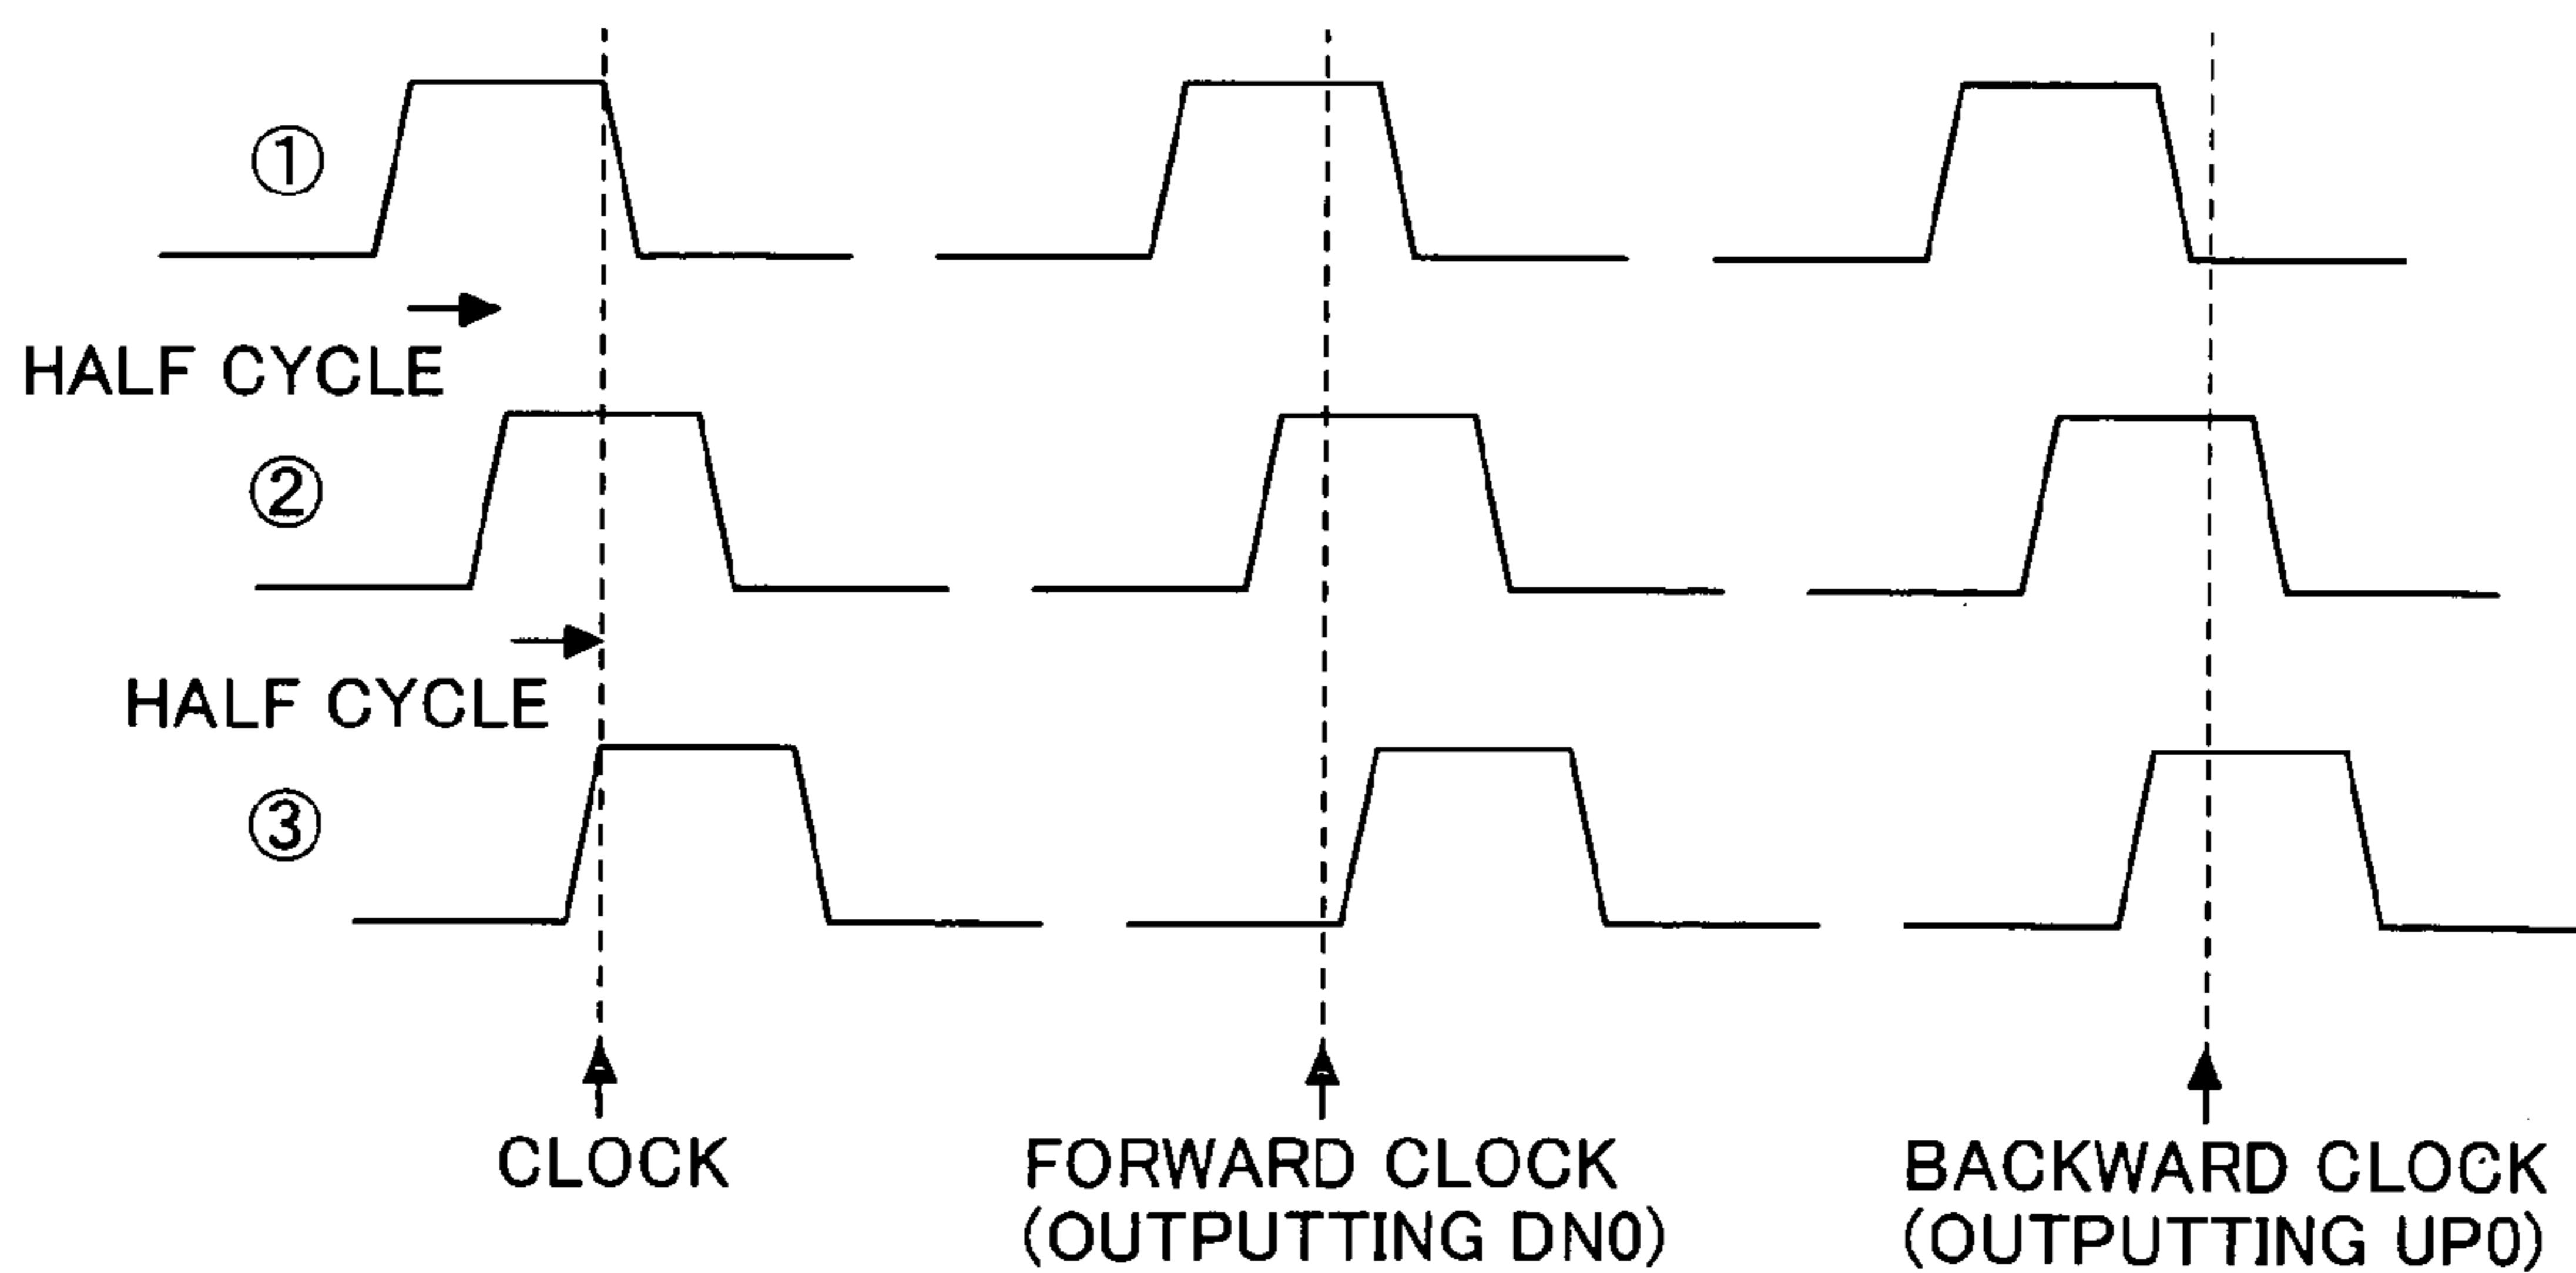 ①
HALF CYCLE
②
HALF CYCLE
③
CLOCK
FORWARD CLOCK
(OUTPUTTING DN0)
BACKWARD CLOCK
(OUTPUTTING UP0)